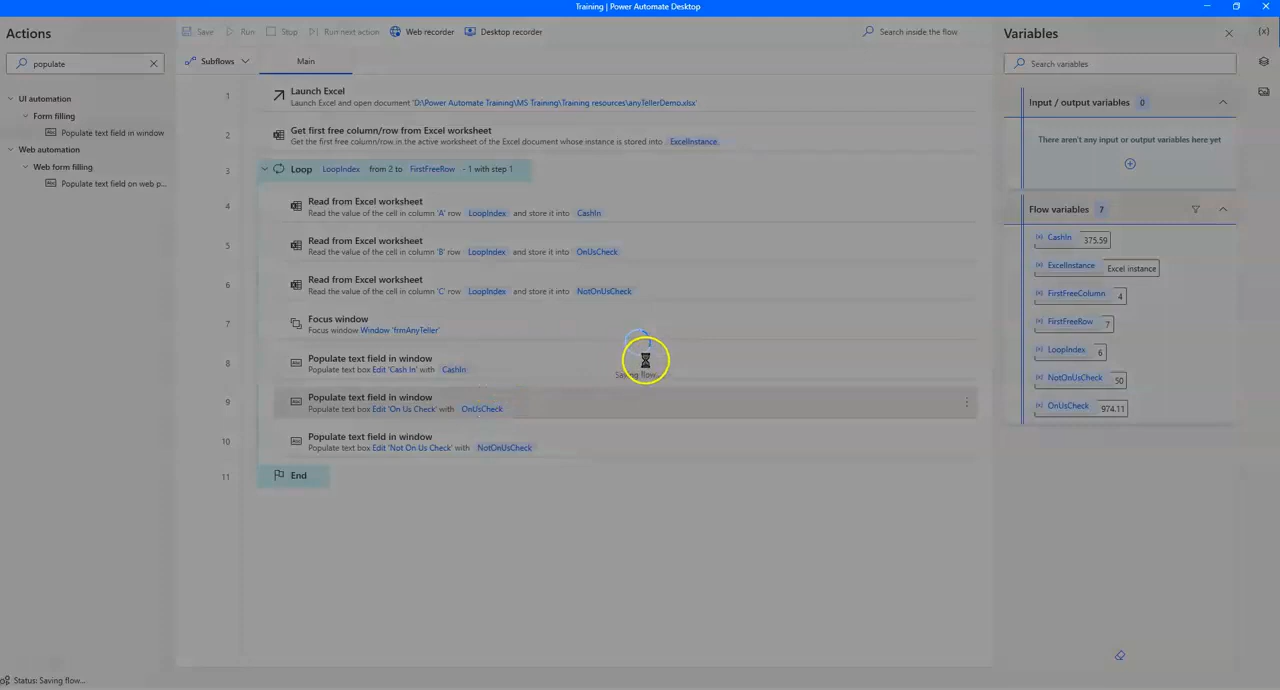 Training | Power Automate Desktop
Actions
populate
UI automation
Form filling
Populate text field in window
Web automation
Web form filling
Populate text field on web p...
Save
Run
Stop
Run next action
Web recorder
Desktop recorder
Search inside the flow
Subflows
Main
1
Launch Excel
Launch Excel and open document 'D:\Power Automate Training\MS Training\Training resources\anyTellerDemo.xlsx'
2
Get first free column/row from Excel worksheet
Get the first free column/row in the active worksheet of the Excel document whose instance is stored into ExcelInstance
3
Loop LoopIndex from 2 to FirstFreeRow - 1 with step 1
4
Read from Excel worksheet
Read the value of the cell in column 'A' row LoopIndex and store it into CashIn
5
Read from Excel worksheet
Read the value of the cell in column 'B' row LoopIndex and store it into OnUsCheck
6
Read from Excel worksheet
Read the value of the cell in column 'C' row LoopIndex and store it into NotOnUsCheck
7
Focus window
Focus window Window 'frmAnyTeller'
8
Populate text field in window
Populate text box Edit 'Cash In' with CashIn
9
Populate text field in window
Populate text box Edit 'On Us Check' with OnUsCheck
10
Populate text field in window
Populate text box Edit 'Not On Us Check' with NotOnUsCheck
11
End
Saving flow...
Variables
Search variables
Input / output variables 0
There aren't any input or output variables here yet
Flow variables 7
CashIn 375.59
ExcelInstance Excel instance
FirstFreeColumn 4
FirstFreeRow 7
LoopIndex 6
NotOnUsCheck 50
OnUsCheck 974.11
Status: Saving flow...